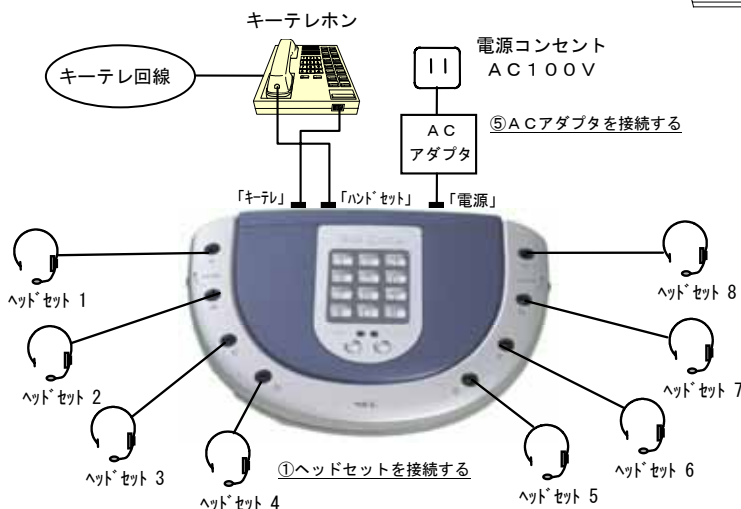 キーテレホン
電源コンセント
AC100V
キーテレ回線
AC
アダプタ
⑤ACアダプタを接続する
「キーテレ」
「ハンドセット」
「電源」
ヘッドセット 1
ヘッドセット 8
ヘッドセット 2
ヘッドセット 7
ヘッドセット 3
ヘッドセット 6
①ヘッドセットを接続する
ヘッドセット 4
ヘッドセット 5